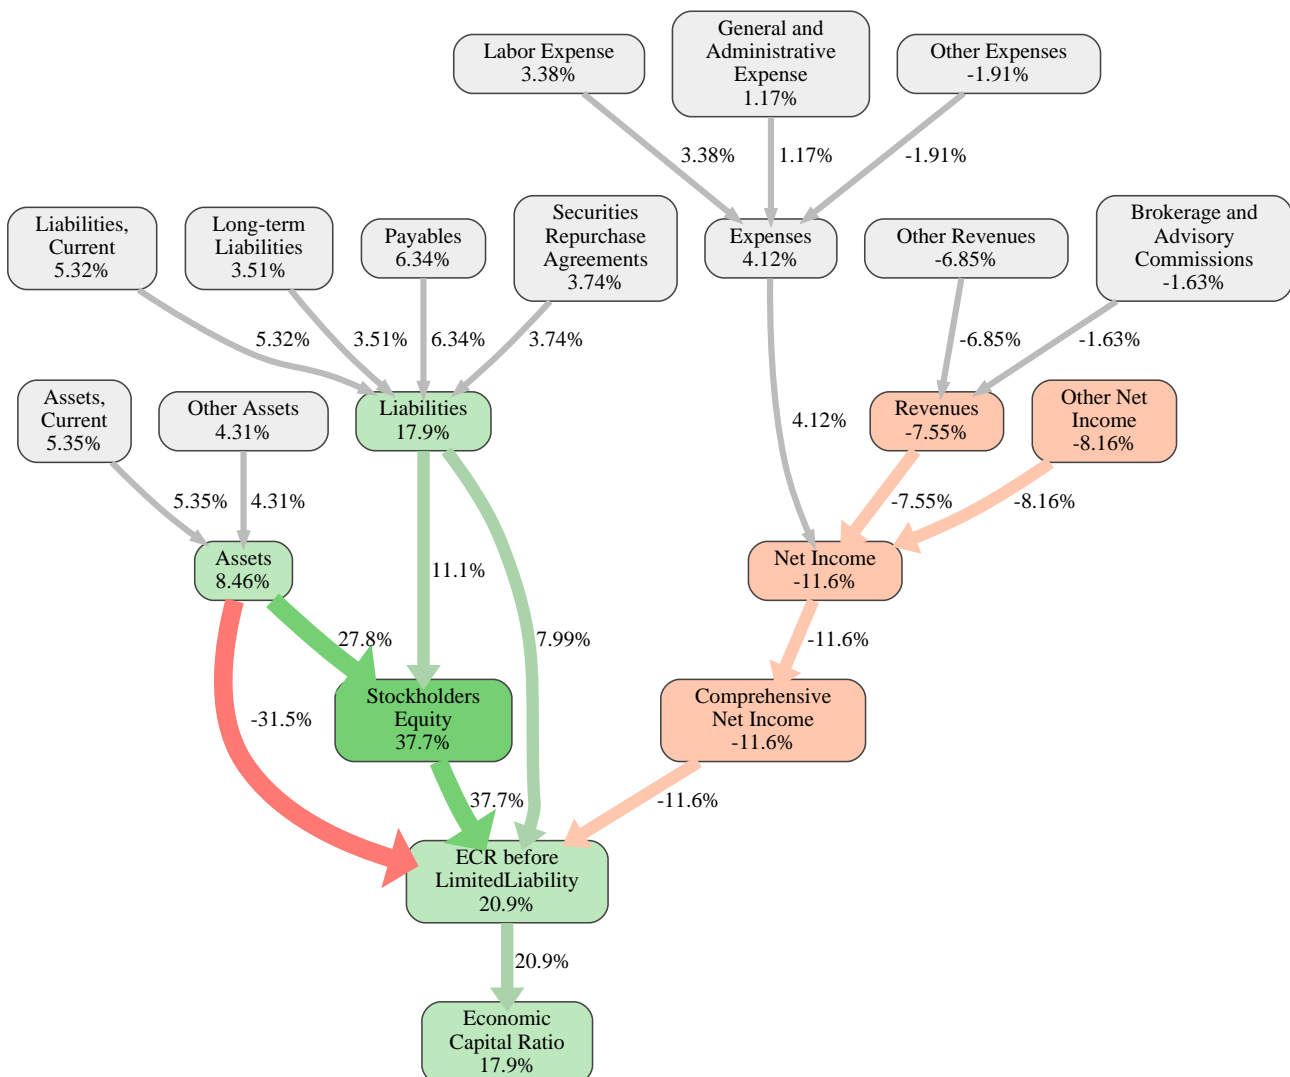 Labor Expense
3.38%
General and
Administrative
Expense
1.17%
Other Expenses
-1.91%
3.38%
1.17%
-1.91%
Liabilities,
Current
5.32%
Long-term
Liabilities
3.51%
Payables
6.34%
Securities
Repurchase
Agreements
3.74%
Expenses
4.12%
Other Revenues
-6.85%
Brokerage and
Advisory
Commissions
-1.63%
5.32%
3.51%
6.34%
3.74%
-6.85%
-1.63%
Assets,
Current
5.35%
Other Assets
4.31%
Liabilities
17.9%
4.12%
Revenues
-7.55%
Other Net
Income
-8.16%
5.35%
4.31%
-7.55%
-8.16%
Assets
8.46%
11.1%
Net Income
-11.6%
27.8%
7.99%
-11.6%
-31.5%
Stockholders
Equity
37.7%
Comprehensive
Net Income
-11.6%
37.7%
-11.6%
ECR before
LimitedLiability
20.9%
20.9%
Economic
Capital Ratio
17.9%